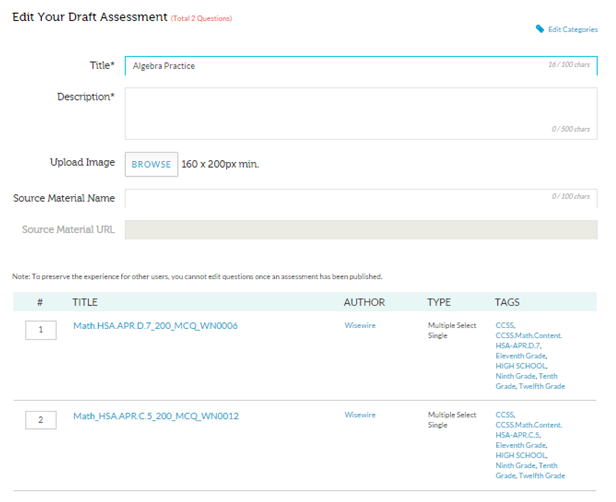 Edit Your Draft Assessment (Total 2 Questions)
Edit Categories
Title* Algebra Practice 16 / 100 chars
Description*
0 / 500 chars
Upload Image BROWSE 160 x 200px min.
Source Material Name 0 / 100 chars
Source Material URL
Note: To preserve the experience for other users, you cannot edit questions once an assessment has been published.
# TITLE AUTHOR TYPE TAGS
1 Math.HSA.APR.D.7_200_MCQ_WN0006 Wisewire Multiple Select CCSS,
Single CCSS.Math.Content.
HSA-APR.D.7,
Eleventh Grade,
HIGH SCHOOL,
Ninth Grade, Tenth
Grade, Twelfth Grade
2 Math_HSA.APR.C.5_200_MCQ_WN0012 Wisewire Multiple Select CCSS,
Single CCSS.Math.Content.
HSA-APR.C.5,
Eleventh Grade,
HIGH SCHOOL,
Ninth Grade, Tenth
Grade, Twelfth Grade